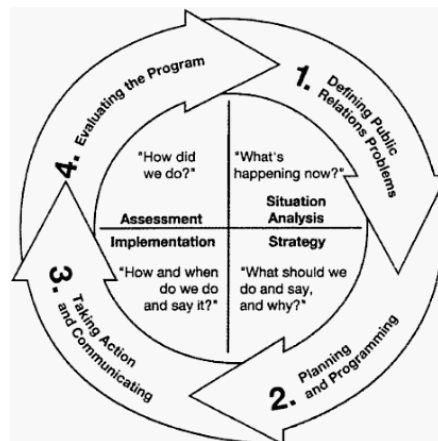 1. Defining Public
Relations Problems
"What's
happening now?"
Situation
Analysis
2. Planning
and Programming
Strategy
"What should we
do and say,
and why?"
3. Taking Action
and Communicating
Implementation
"How and when
do we do
and say it?"
4. Evaluating the Program
"How did
we do?"
Assessment